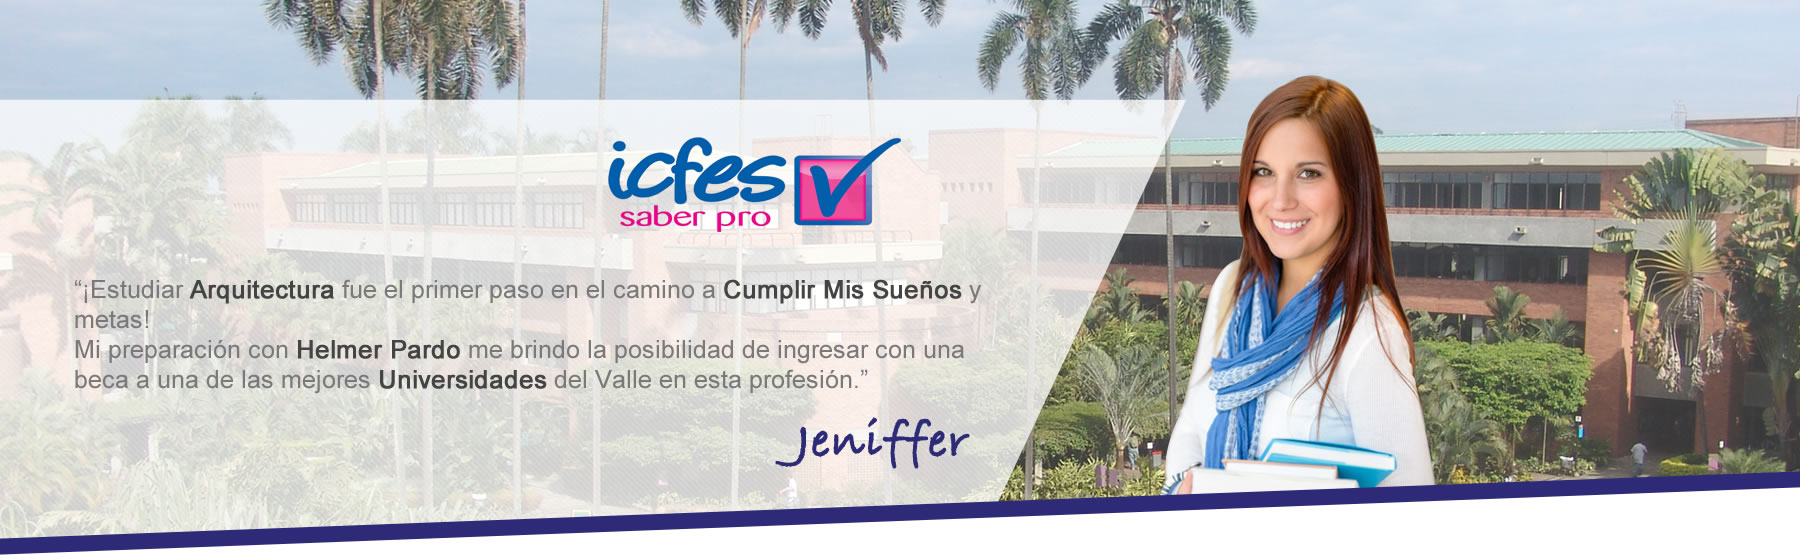 icfes
saber pro
“¡Estudiar Arquitectura fue el primer paso en el camino a Cumplir Mis Sueños y
metas!
Mi preparación con Helmer Pardo me brindo la posibilidad de ingresar con una
beca a una de las mejores Universidades del Valle en esta profesión.”
Jeniffer